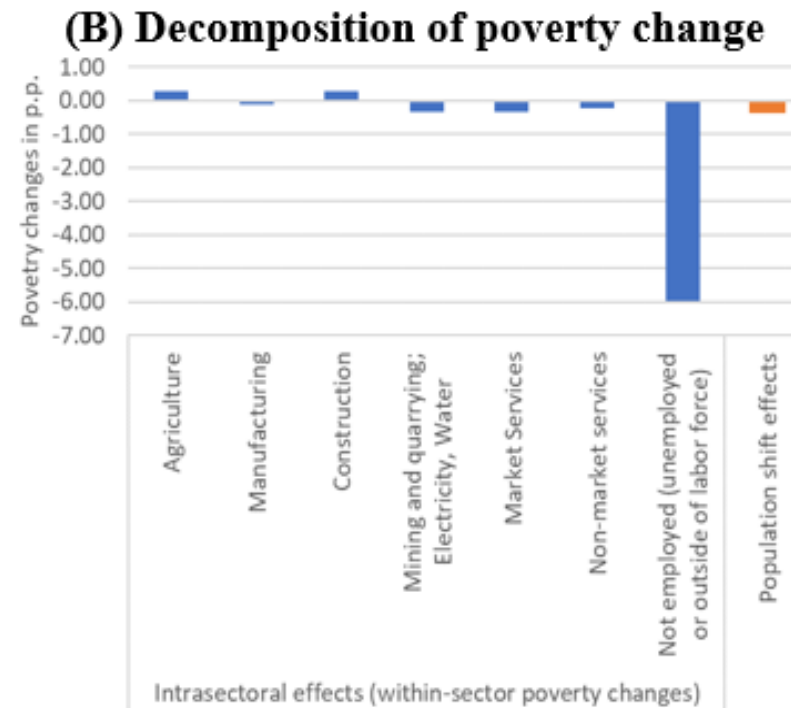 (B) Decomposition of poverty change
Povetry changes in p.p.
1.00
0.00
-1.00
-2.00
-3.00
-4.00
-5.00
-6.00
-7.00
Agriculture
Manufacturing
Construction
Mining and quarrying;
Electricity, Water
Market Services
Non-market services
Not employed (unemployed
or outside of labor force)
Population shift effects
Intrasectoral effects (within-sector poverty changes)